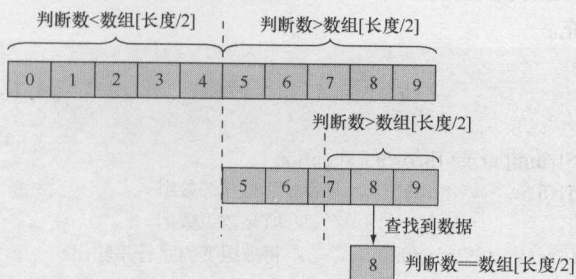 判断数<数组[长度/2]
判断数>数组[长度/2]
0 1 2 3 4 5 6 7 8 9
判断数>数组[长度/2]
5 6 7 8 9
查找到数据
8
判断数==数组[长度/2]